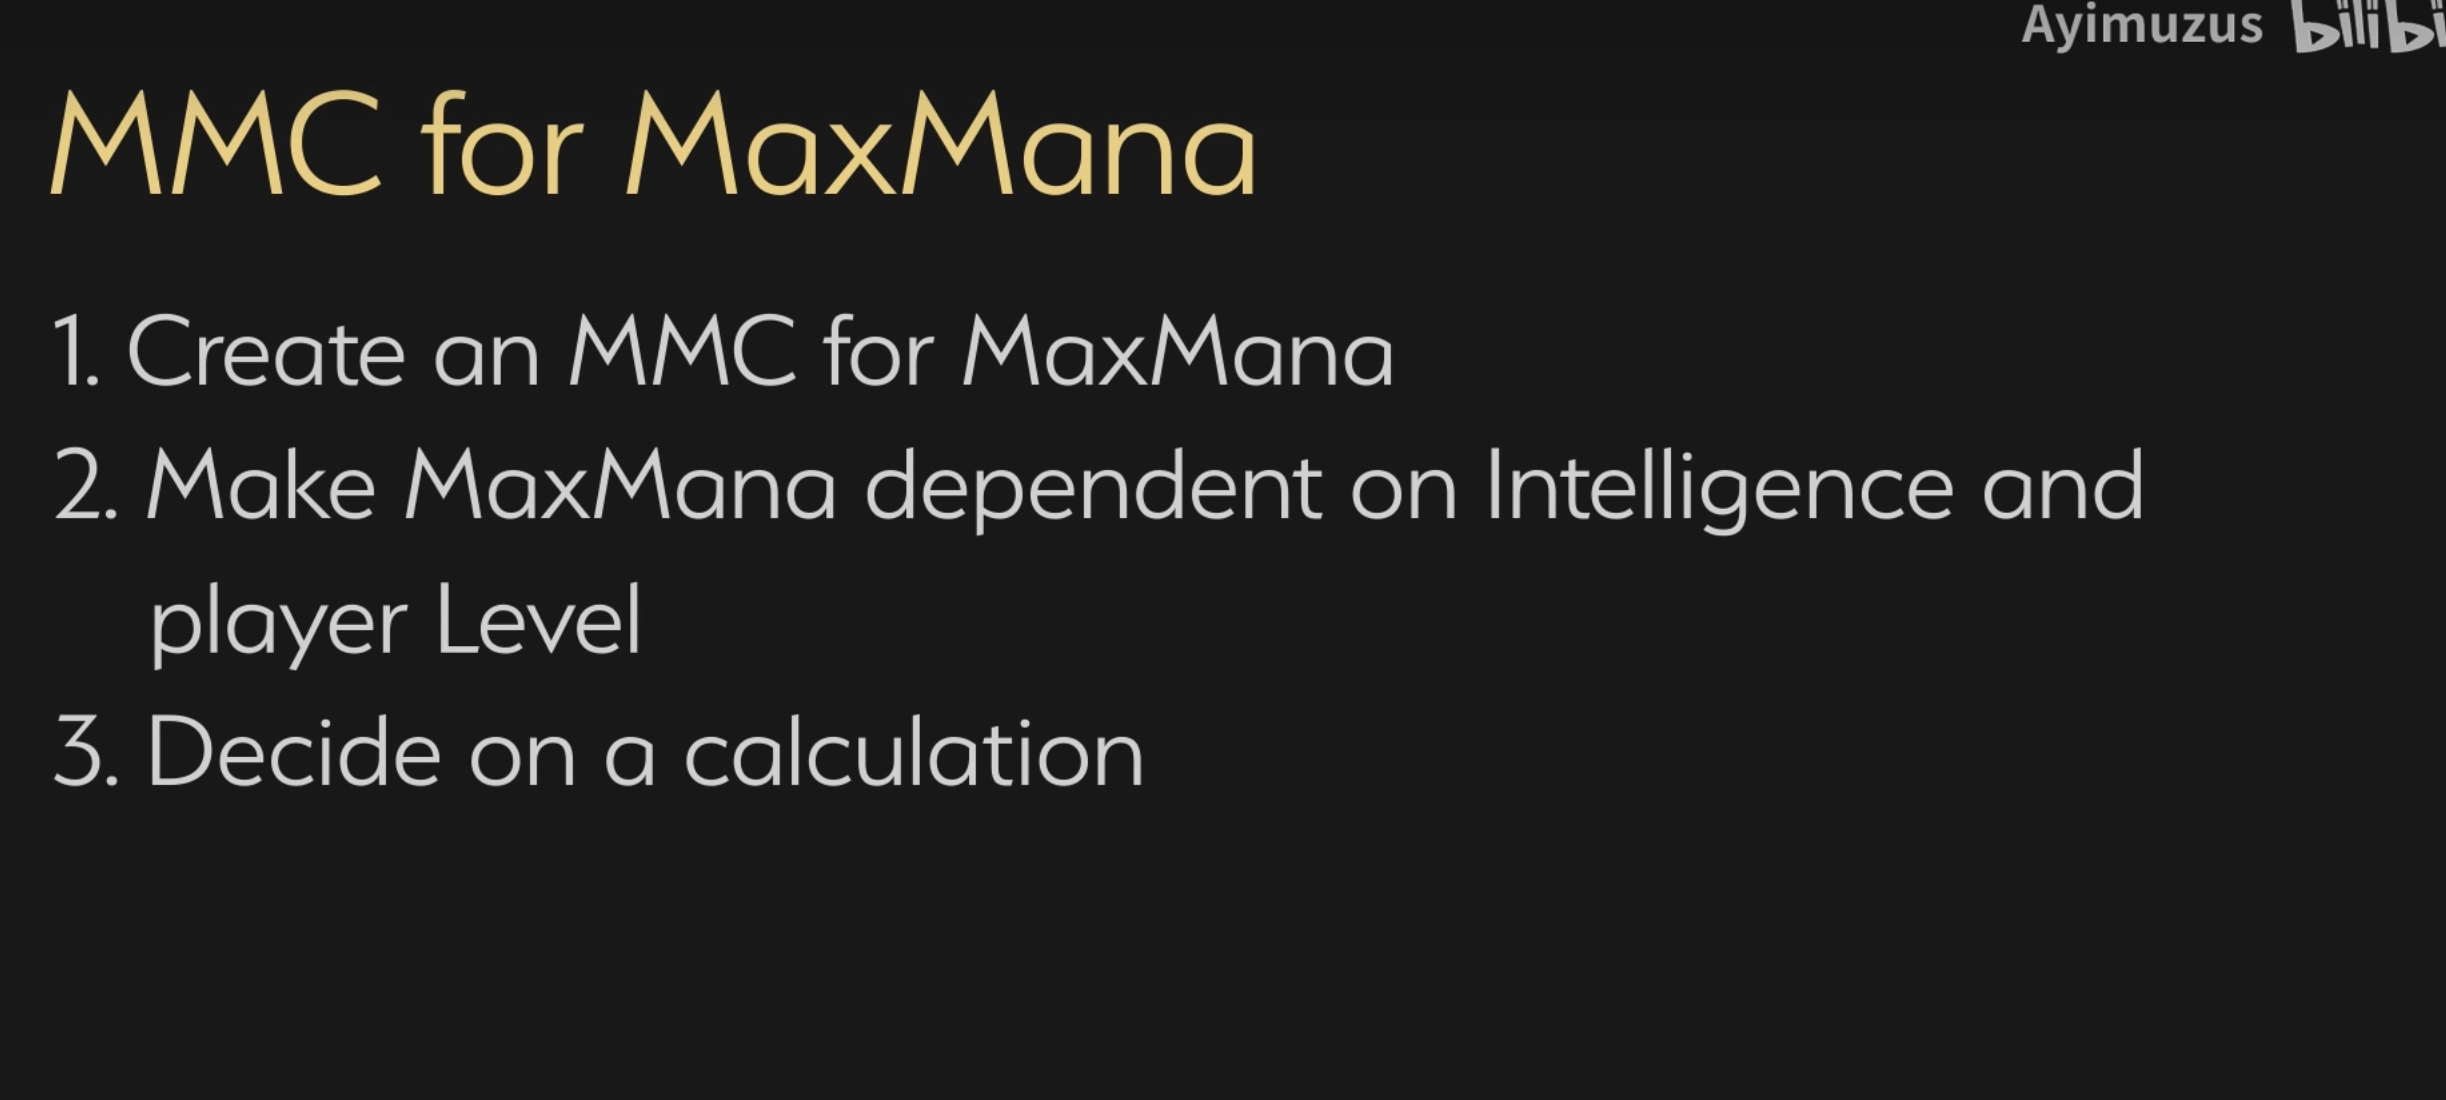 Ayimuzus
MMC for MaxMana
1. Create an MMC for MaxMana
2. Make MaxMana dependent on Intelligence and
player Level
3. Decide on a calculation